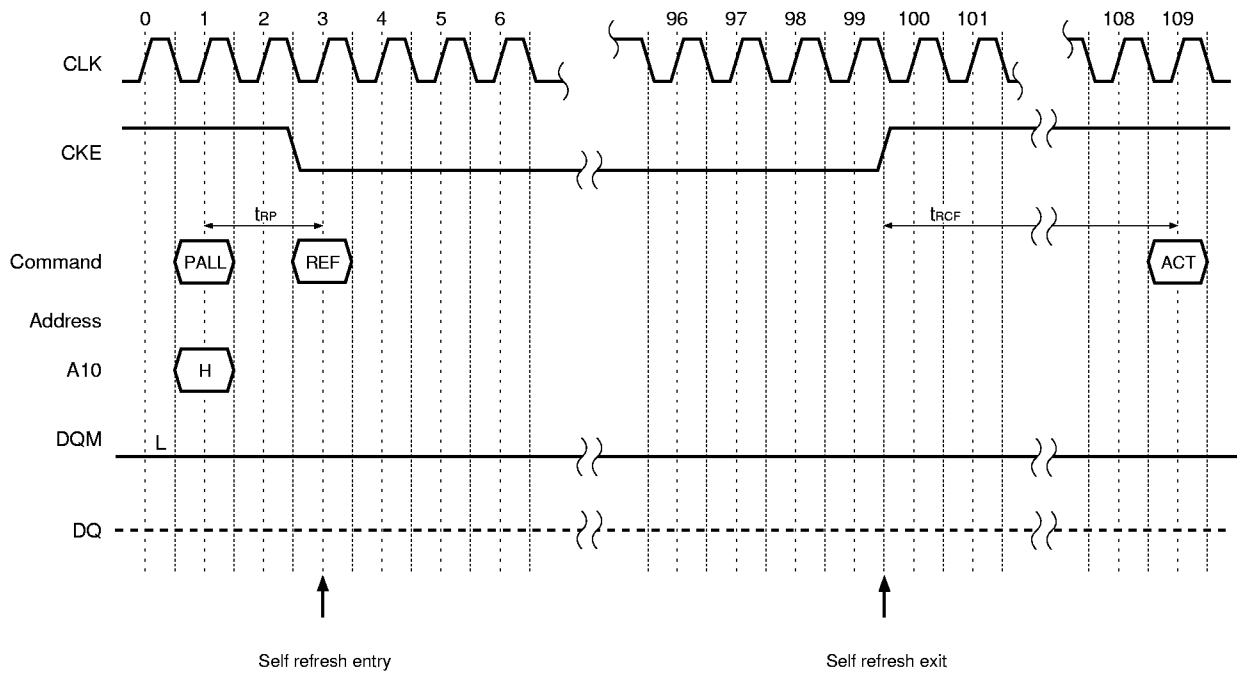 0 1 2 3 4 5 6 96 97 98 99 100 101 108 109
CLK
CKE
tRP tRCF
Command PALL REF ACT
Address
A10 H
DQM L
DQ
Self refresh entry Self refresh exit